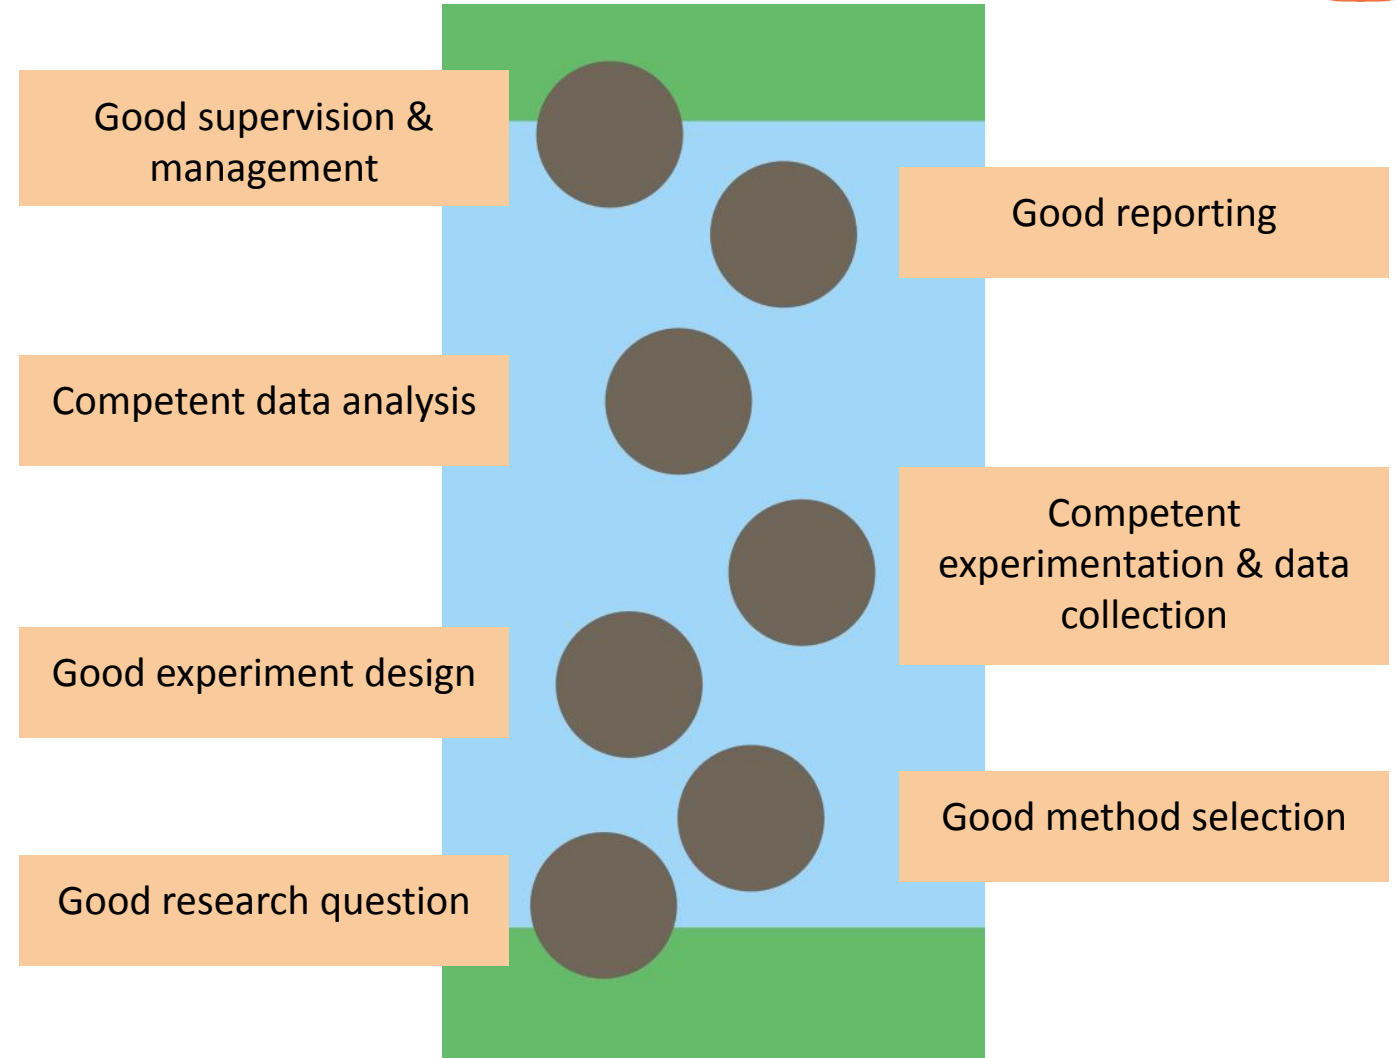 Good supervision &
management
Good reporting
Competent data analysis
Competent
experimentation & data
collection
Good experiment design
Good method selection
Good research question